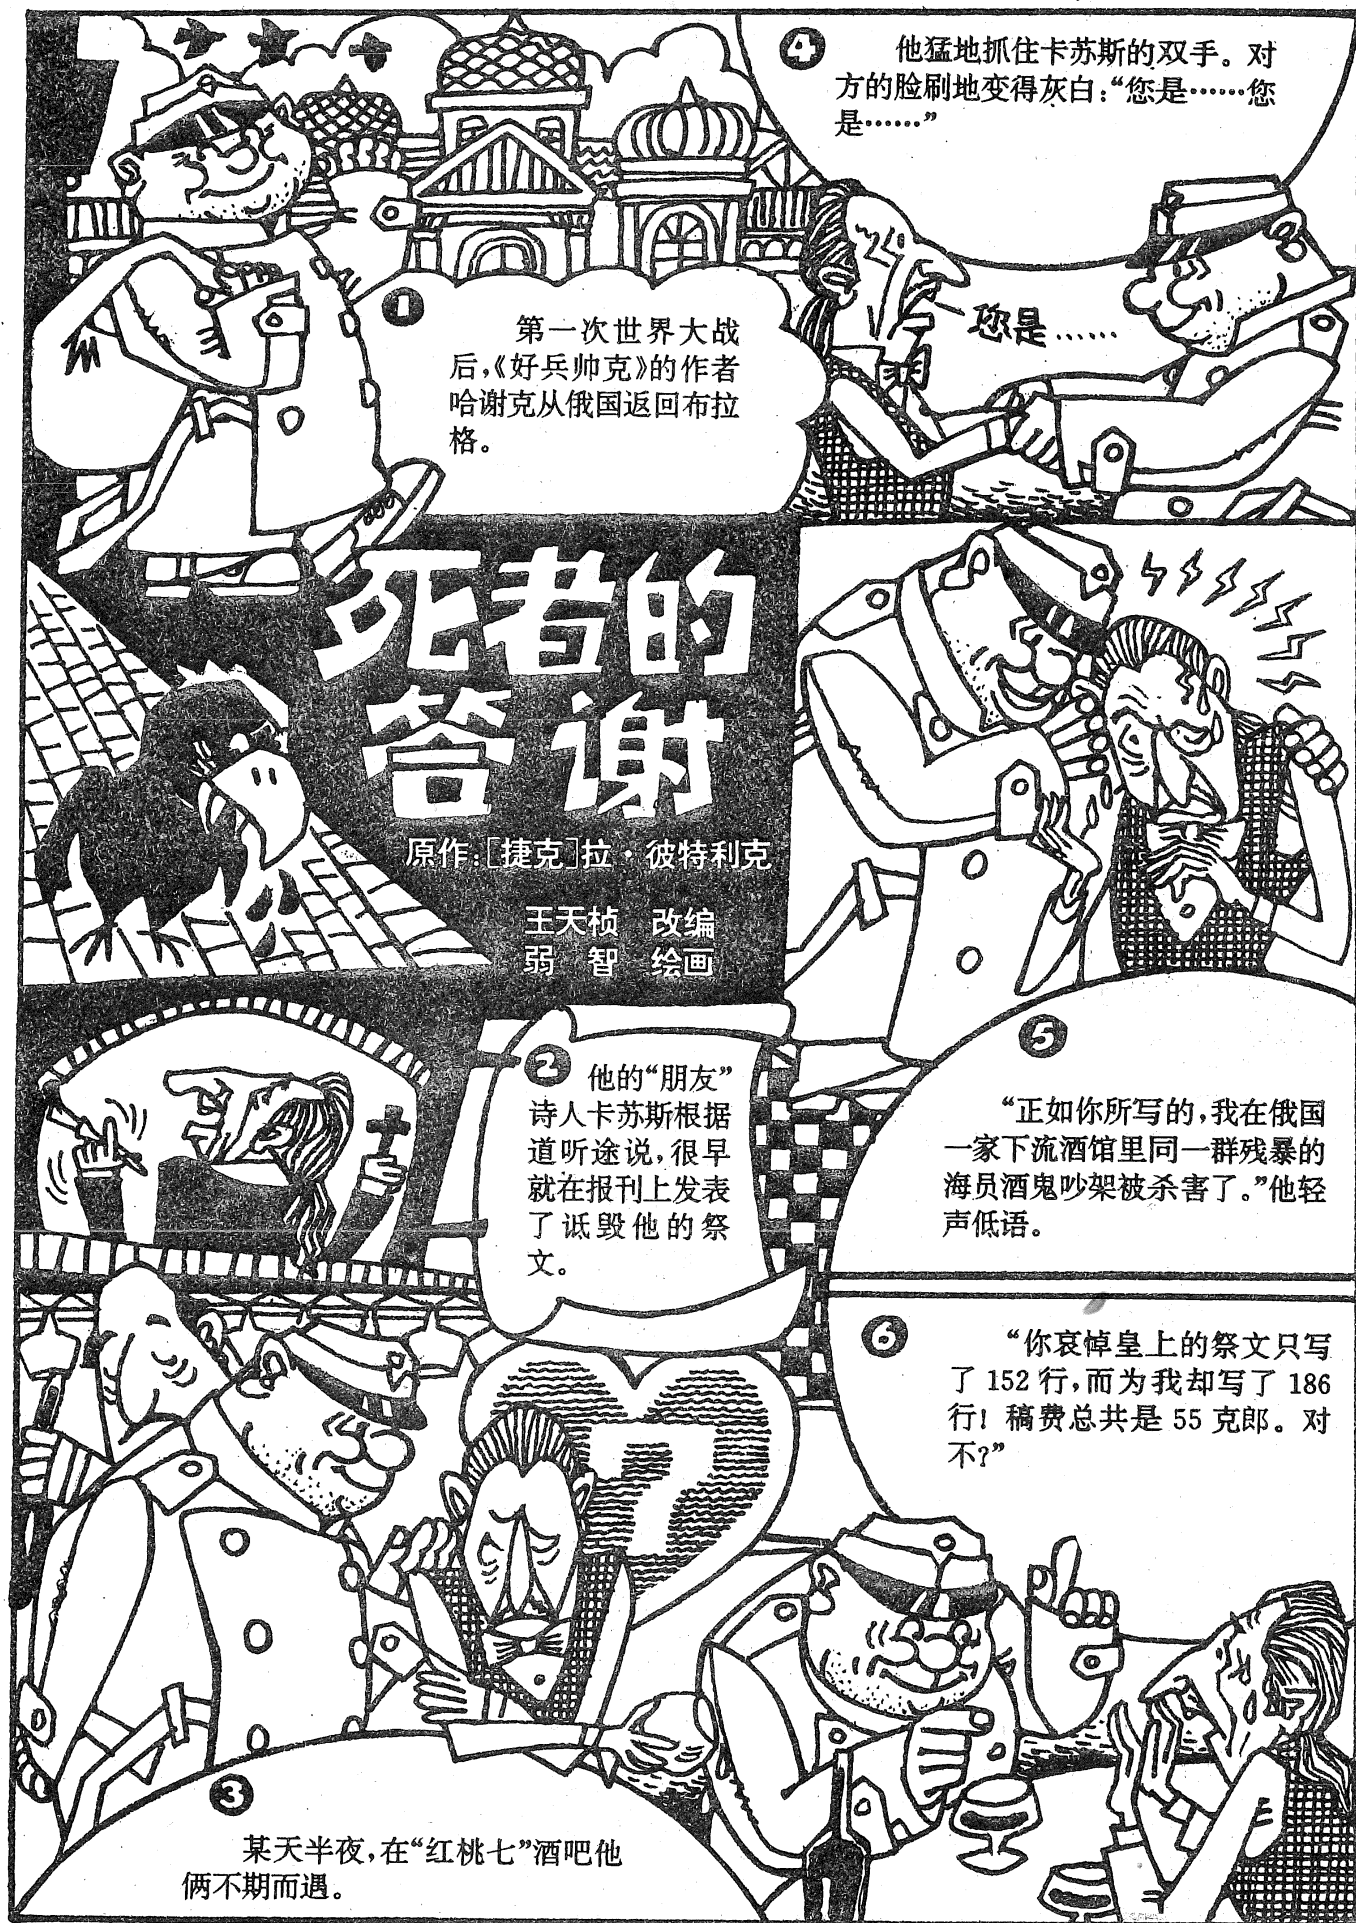 1
第一次世界大战
后，《好兵帅克》的作者
哈谢克从俄国返回布拉
格。
死者的
答谢
原作：［捷克］拉·彼特利克
王天桢 改编
弱 智 绘画
2
他的“朋友”
诗人卡苏斯根据
道听途说，很早
就在报刊上发表
了诋毁他的祭
文。
7
3
某天半夜，在“红桃七”酒吧他
俩不期而遇。
4
他猛地抓住卡苏斯的双手。对
方的脸刷地变得灰白：“您是……您
是……”
您是……
5
“正如你所写的，我在俄国
一家下流酒馆里同一群残暴的
海员酒鬼吵架被杀害了。”他轻
声低语。
6
“你哀悼皇上的祭文只写
了 152 行，而为我却写了 186
行！稿费总共是 55 克郎。对
不？”